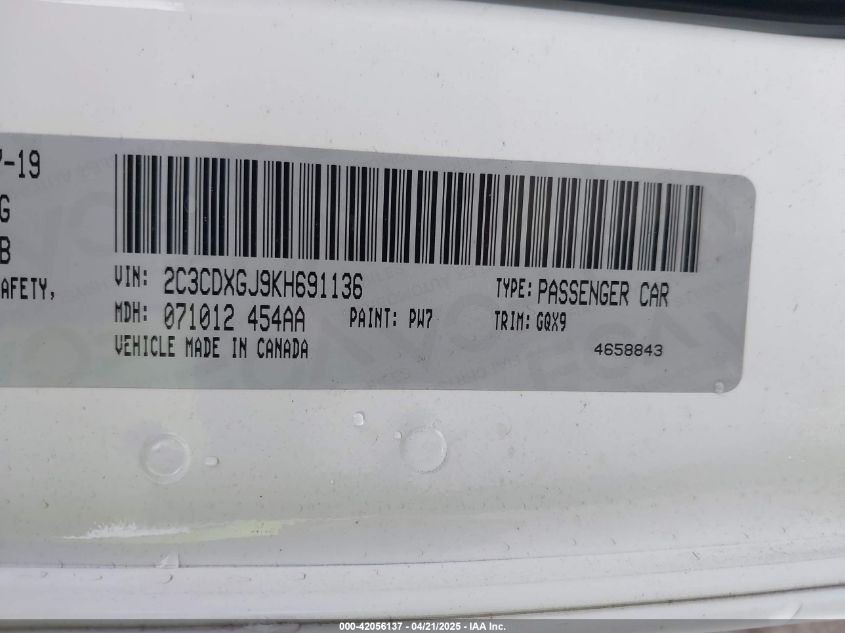 -19
G
B
AFETY,
VIN: 2C3CDXGJ9KH691136 TYPE: PASSENGER CAR
MDH: 071012 454AA PAINT: PW7 TRIM: GQX9
VEHICLE MADE IN CANADA 4658843
000-42056137 - 04/21/2025 - IAA Inc.